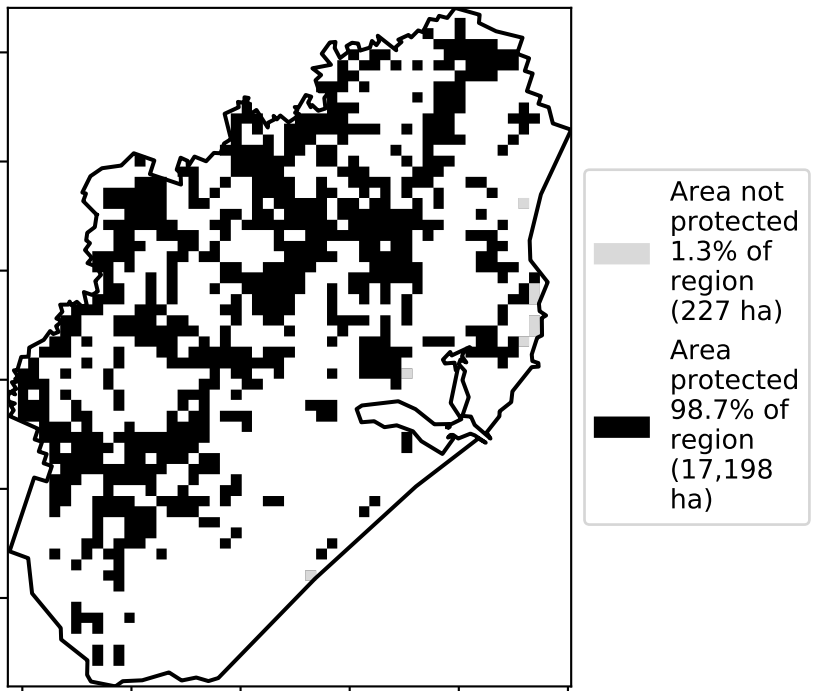 Area not
protected
1.3% of
region
(227 ha)
Area
protected
98.7% of
region
(17,198
ha)